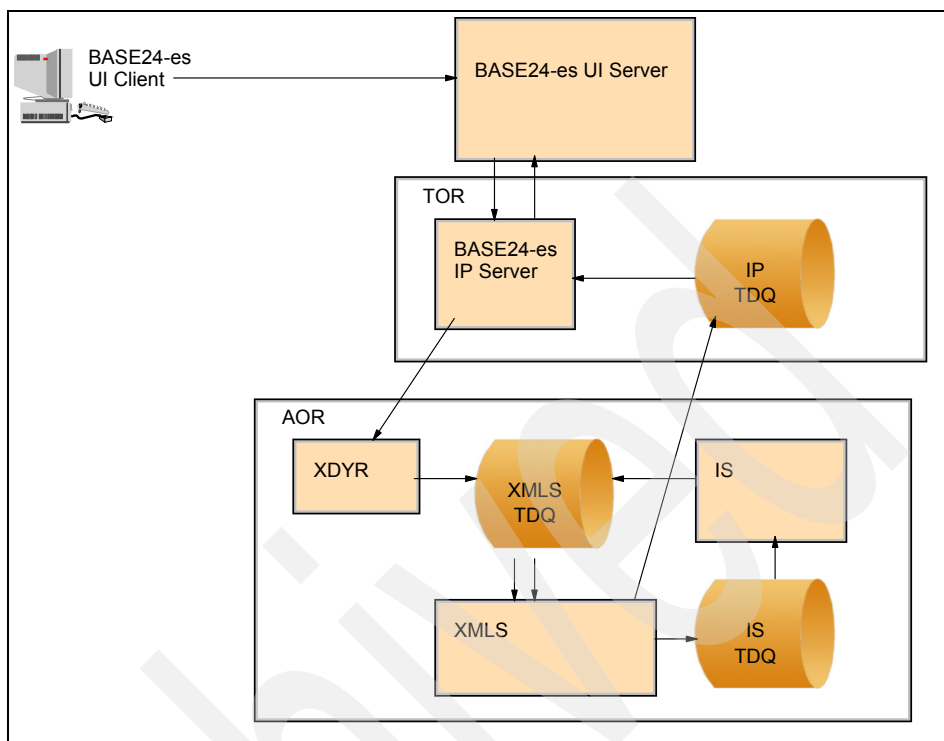 BASE24-es
UI Client
BASE24-es UI Server
TOR
BASE24-es
IP Server
IP
TDQ
AOR
XDYR
XMLS
TDQ
IS
XMLS
IS
TDQ